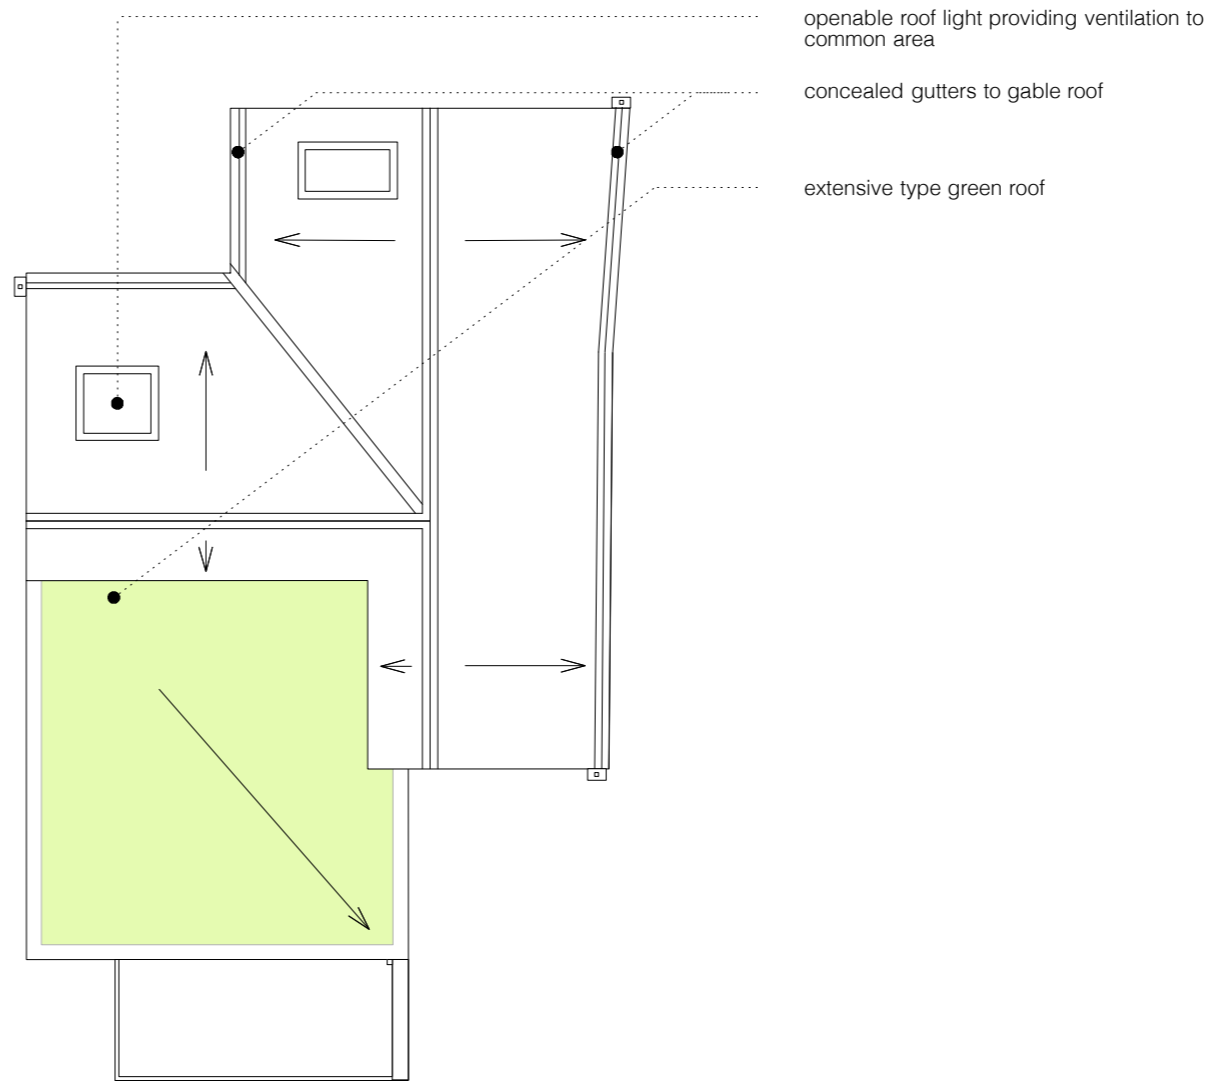 openable roof light providing ventilation to
common area
concealed gutters to gable roof
extensive type green roof